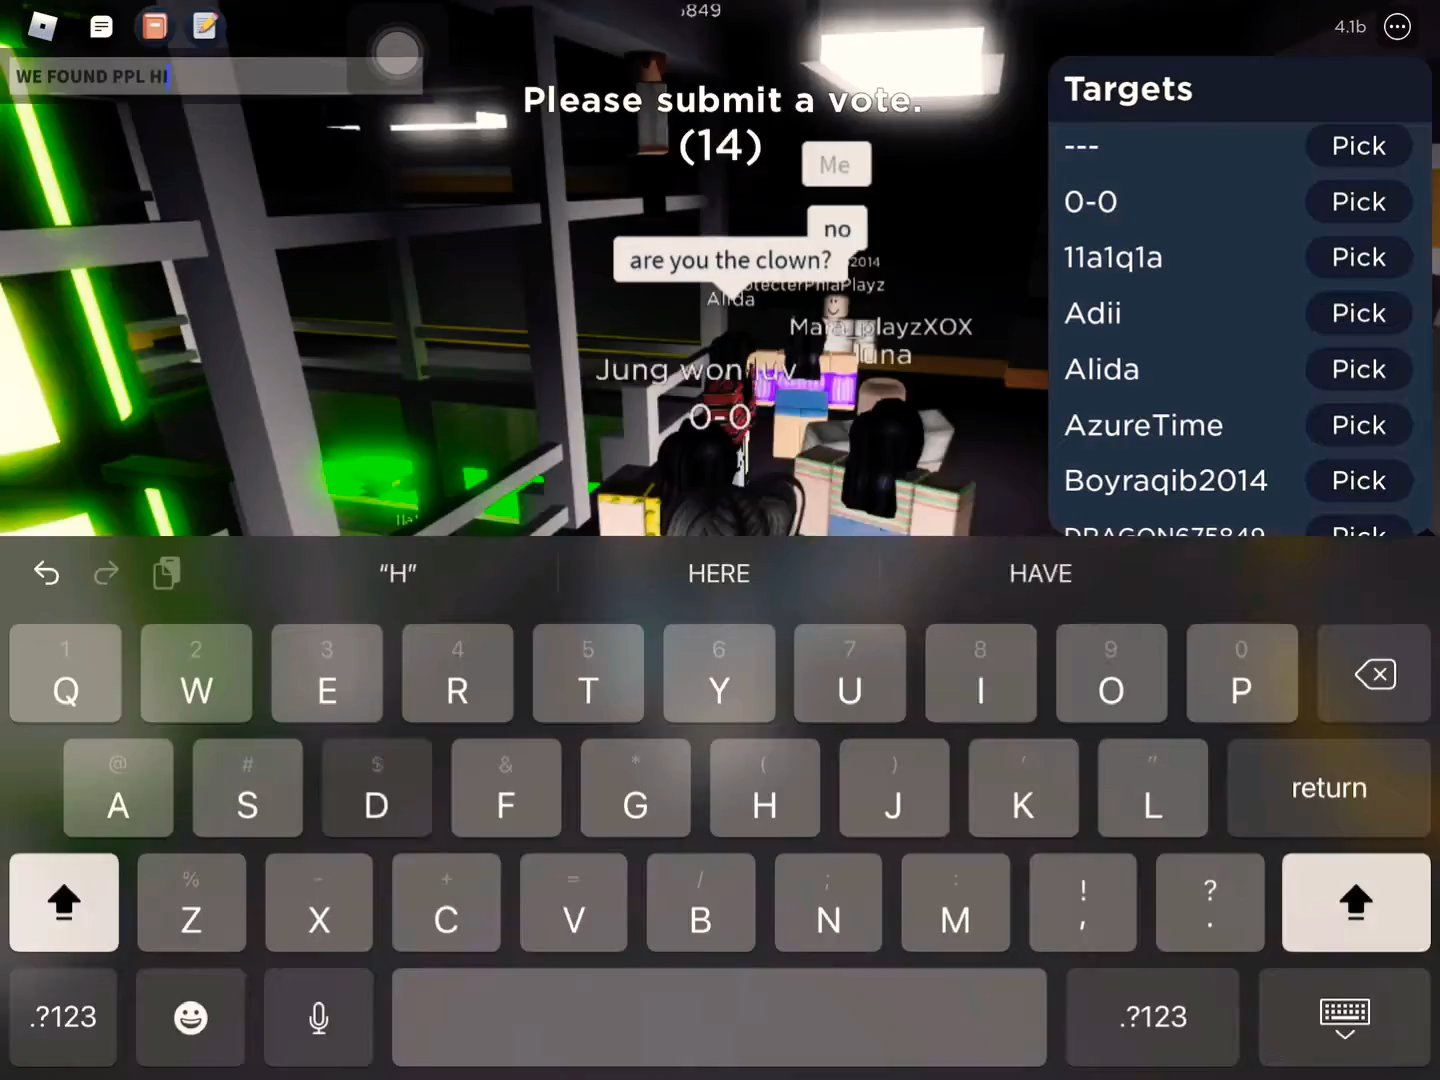 849
4.1b
WE FOUND PPL HI
Please submit a vote.
(14)
Targets
--- Pick
0-0 Pick
11a1q1a Pick
Adii Pick
Alida Pick
AzureTime Pick
Boyraqib2014 Pick
DRAGON675849 Pick
Me
no
are you the clown?
2014
Alida
Jung won luv
luna
0-0
“H” HERE HAVE
1 2 3 4 5 6 7 8 9 0
Q W E R T Y U I O P
@ # $ & * ( ) ' "
A S D F G H J K L return
% - + = / ; : ! ?
Z X C V B N M , .
.?123 .?123